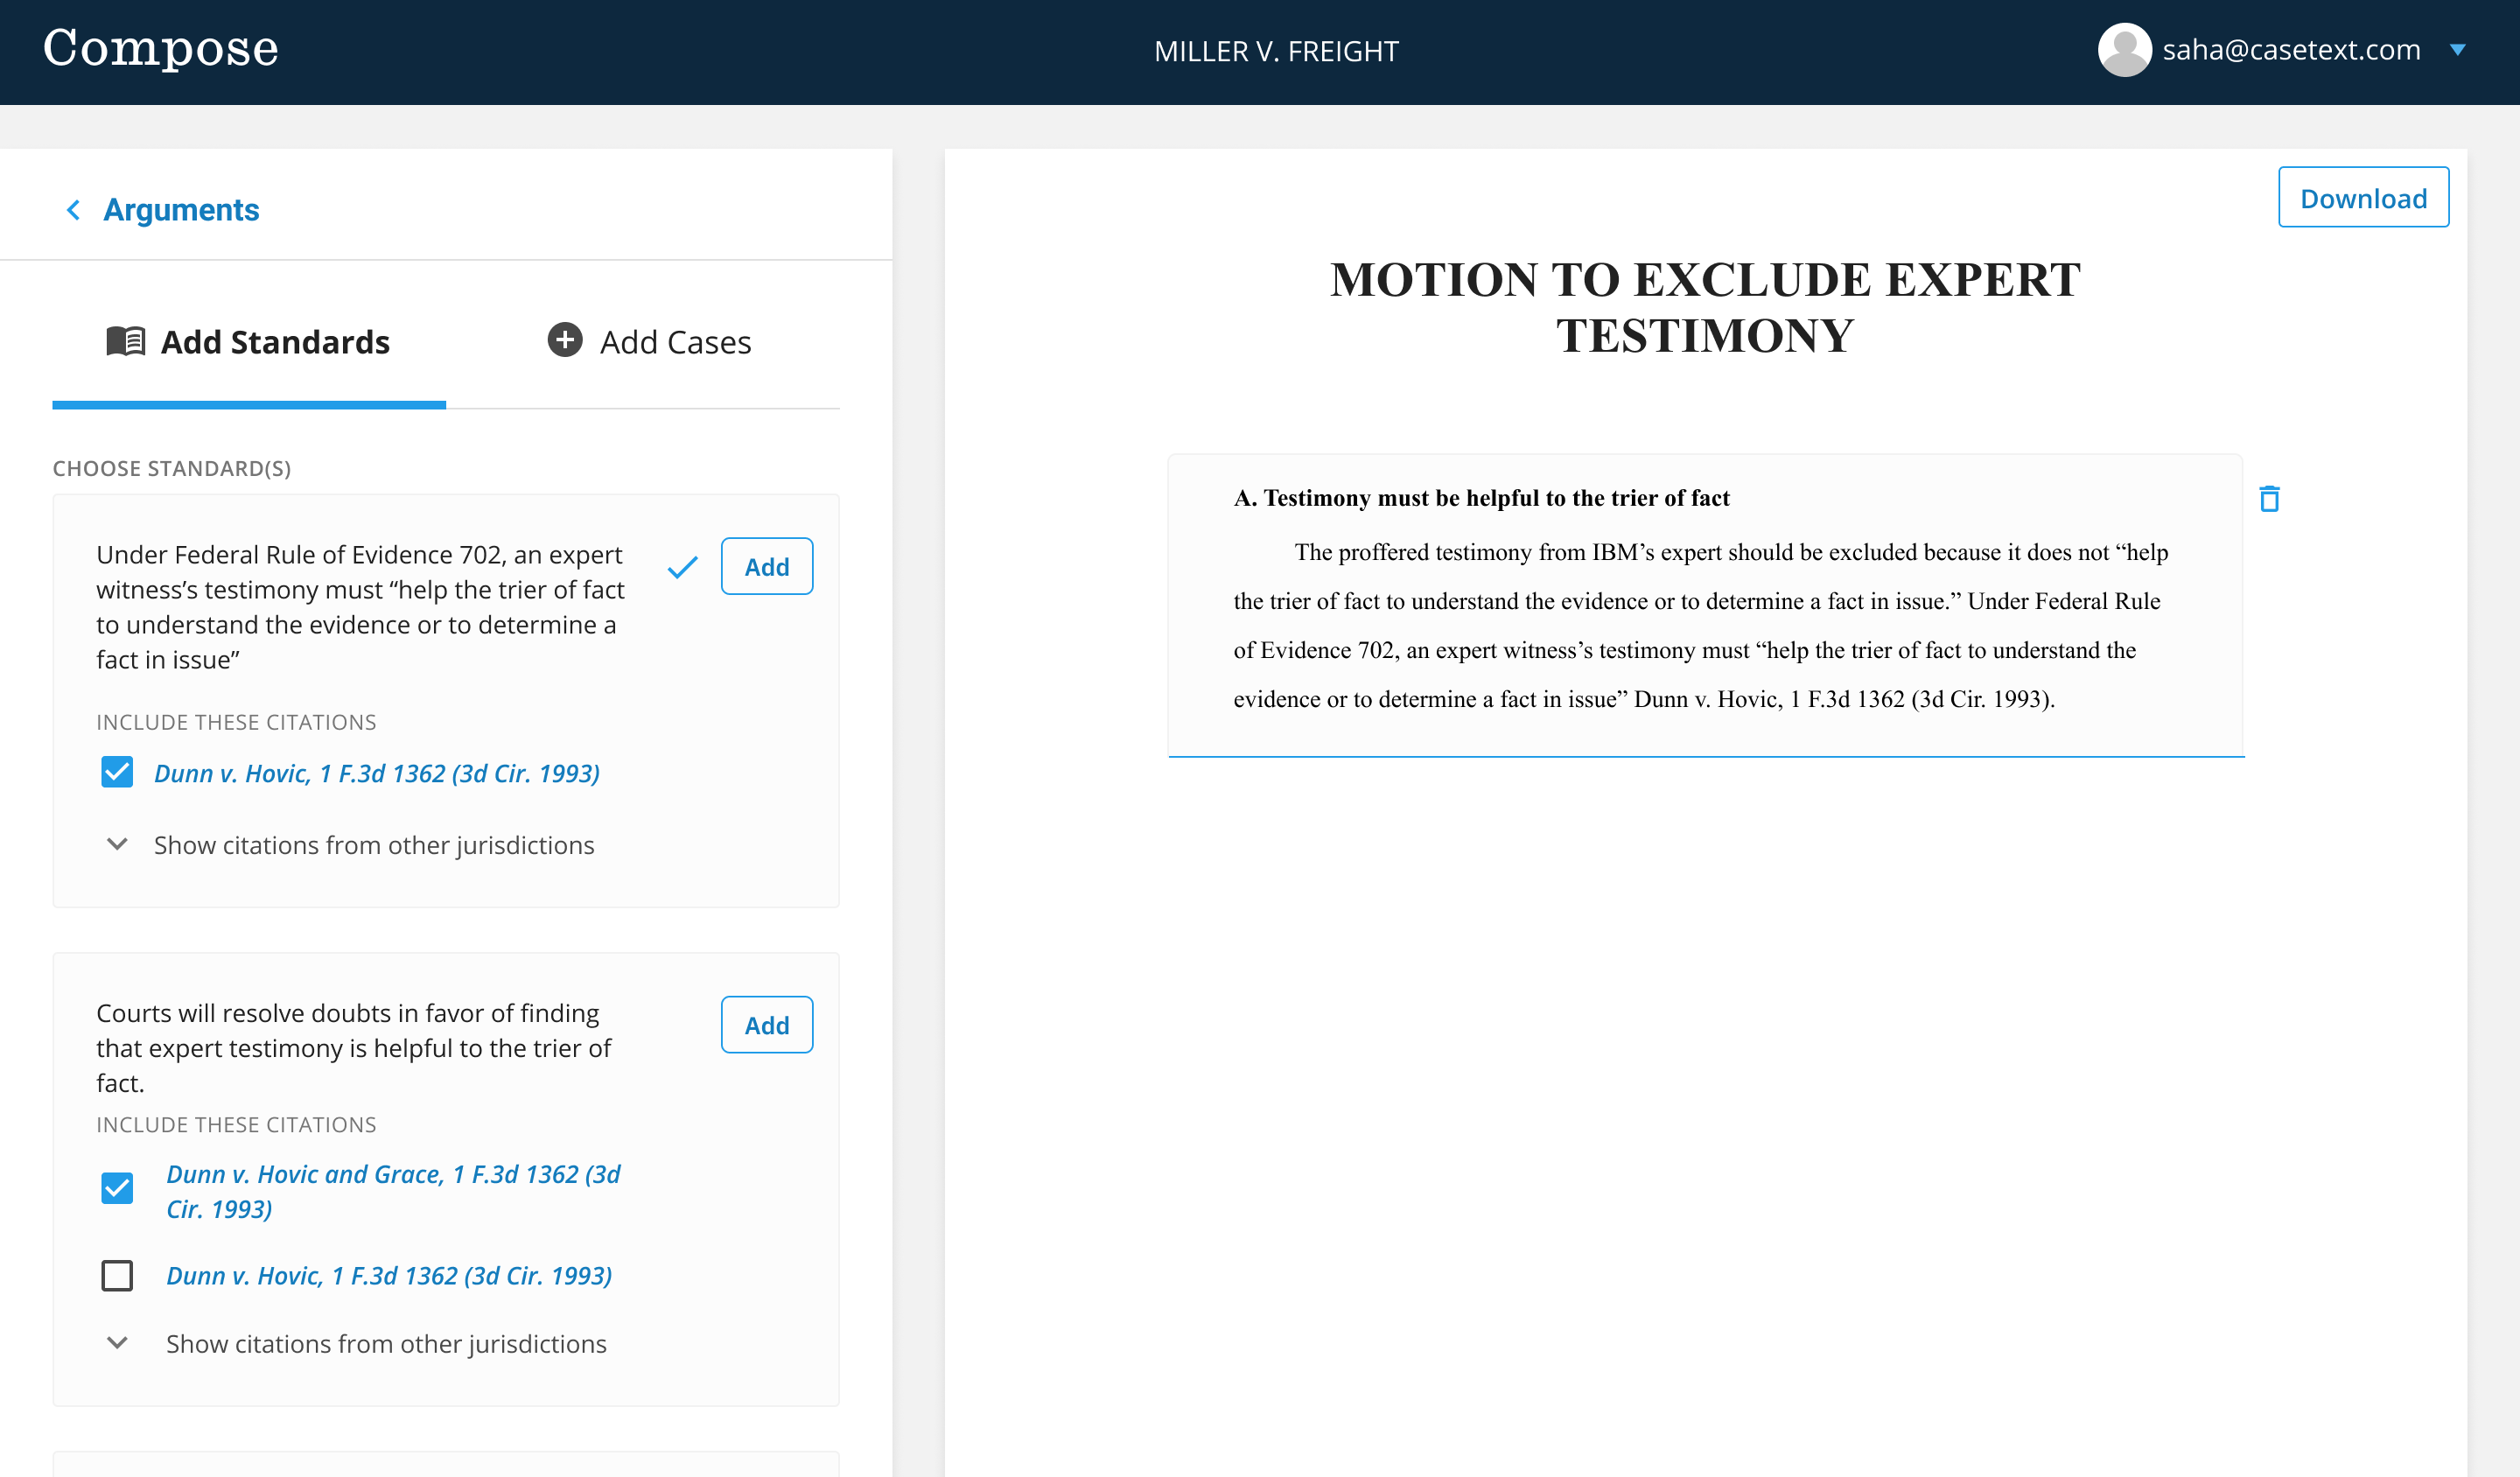 Compose
MILLER V. FREIGHT
saha@casetext.com
Arguments
Add Standards
Add Cases
CHOOSE STANDARD(S)
Under Federal Rule of Evidence 702, an expert
witness’s testimony must “help the trier of fact
to understand the evidence or to determine a
fact in issue”
Add
INCLUDE THESE CITATIONS
Dunn v. Hovic, 1 F.3d 1362 (3d Cir. 1993)
Show citations from other jurisdictions
Courts will resolve doubts in favor of finding
that expert testimony is helpful to the trier of
fact.
Add
INCLUDE THESE CITATIONS
Dunn v. Hovic and Grace, 1 F.3d 1362 (3d
Cir. 1993)
Dunn v. Hovic, 1 F.3d 1362 (3d Cir. 1993)
Show citations from other jurisdictions
Download
MOTION TO EXCLUDE EXPERT
TESTIMONY
A. Testimony must be helpful to the trier of fact
The proffered testimony from IBM’s expert should be excluded because it does not “help
the trier of fact to understand the evidence or to determine a fact in issue.” Under Federal Rule
of Evidence 702, an expert witness’s testimony must “help the trier of fact to understand the
evidence or to determine a fact in issue” Dunn v. Hovic, 1 F.3d 1362 (3d Cir. 1993).